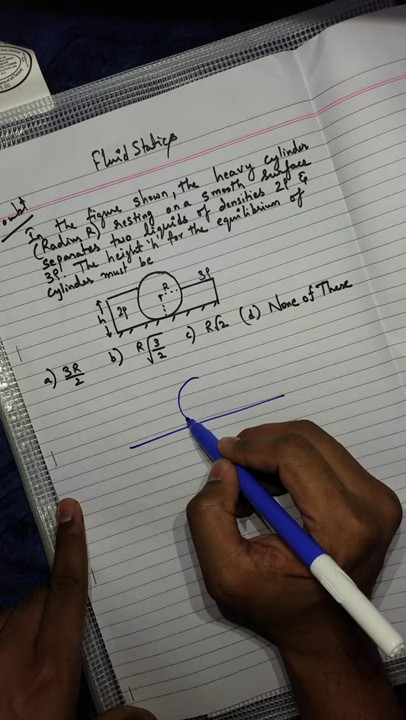 Fluid Statics
Doubt
In the figure shown, the heavy cylinder
(Radius R) resting on a smooth surface
separates two liquids of densities 2ρ &
3ρ. The height 'h' for the equilibrium of
cylinder must be
R 3ρ
h 2ρ r
a) 3R/2 b) R√(3/2) c) R√2 (d) None of These